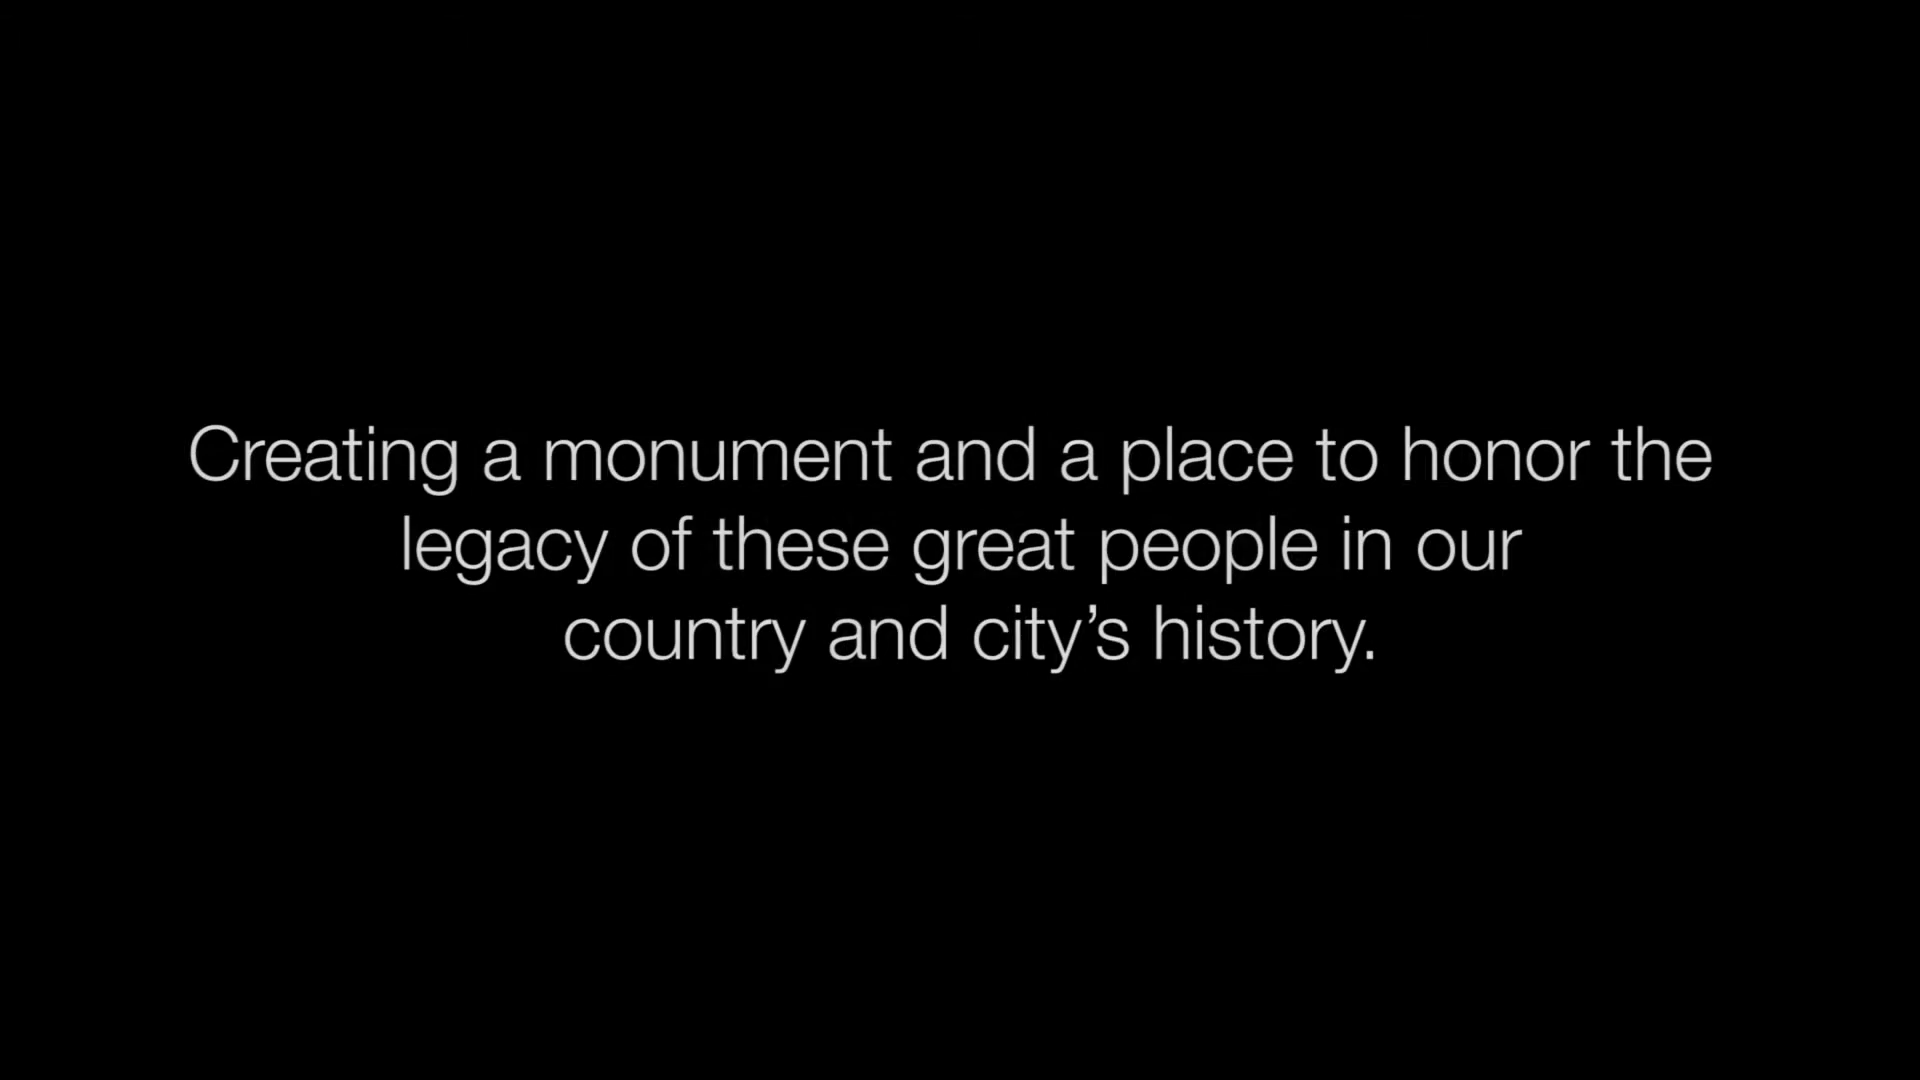 Creating a monument and a place to honor the
legacy of these great people in our
country and city’s history.